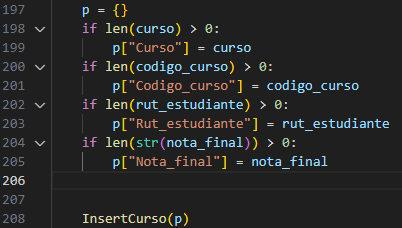 197 p = {}
198 if len(curso) > 0:
199 p["Curso"] = curso
200 if len(codigo_curso) > 0:
201 p["Codigo_curso"] = codigo_curso
202 if len(rut_estudiante) > 0:
203 p["Rut_estudiante"] = rut_estudiante
204 if len(str(nota_final)) > 0:
205 p["Nota_final"] = nota_final
206
207
208 InsertCurso(p)